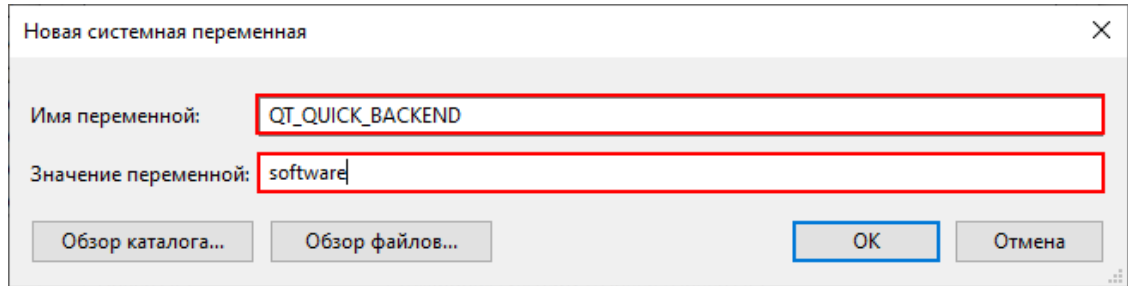 Новая системная переменная
Имя переменной: QT_QUICK_BACKEND
Значение переменной: software
Обзор каталога... Обзор файлов... OK Отмена